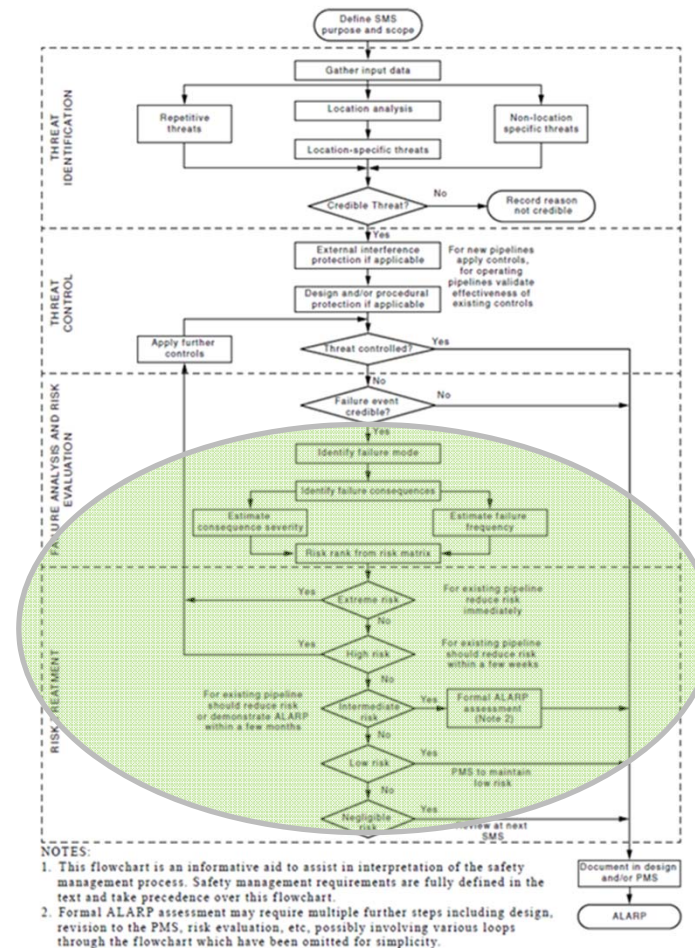 Define SMS
purpose and scope
THREAT
IDENTIFICATION
Gather input data
Repetitive
threats
Location analysis
Non-location
specific threats
Location-specific threats
Credible Threat?
No
Record reason
not credible
Yes
THREAT
CONTROL
External interference
protection if applicable
For new pipelines
apply controls,
for operating
pipelines validate
effectiveness of
existing controls
Design and/or procedural
protection if applicable
Apply further
controls
Threat controlled?
Yes
No
FAILURE ANALYSIS AND RISK
EVALUATION
Failure event
credible?
No
Yes
Identify failure mode
Identify failure consequences
Estimate
consequence severity
Estimate failure
frequency
Risk rank from risk matrix
RISK TREATMENT
Yes
Extreme risk
For existing pipeline
reduce risk
immediately
No
Yes
High risk
For existing pipeline
should reduce risk
within a few weeks
No
For existing pipeline
should reduce risk
or demonstrate ALARP
within a few months
Intermediate
risk
Yes
Formal ALARP
assessment
(Note 2)
No
Low risk
Yes
PMS to maintain
low risk
No
Negligible
risk
Yes
Review at next
SMS
Document in design
and/or PMS
ALARP
NOTES:
1. This flowchart is an informative aid to assist in interpretation of the safety
management process. Safety management requirements are fully defined in the
text and take precedence over this flowchart.
2. Formal ALARP assessment may require multiple further steps including design,
revision to the PMS, risk evaluation, etc, possibly involving various loops
through the flowchart which have been omitted for simplicity.